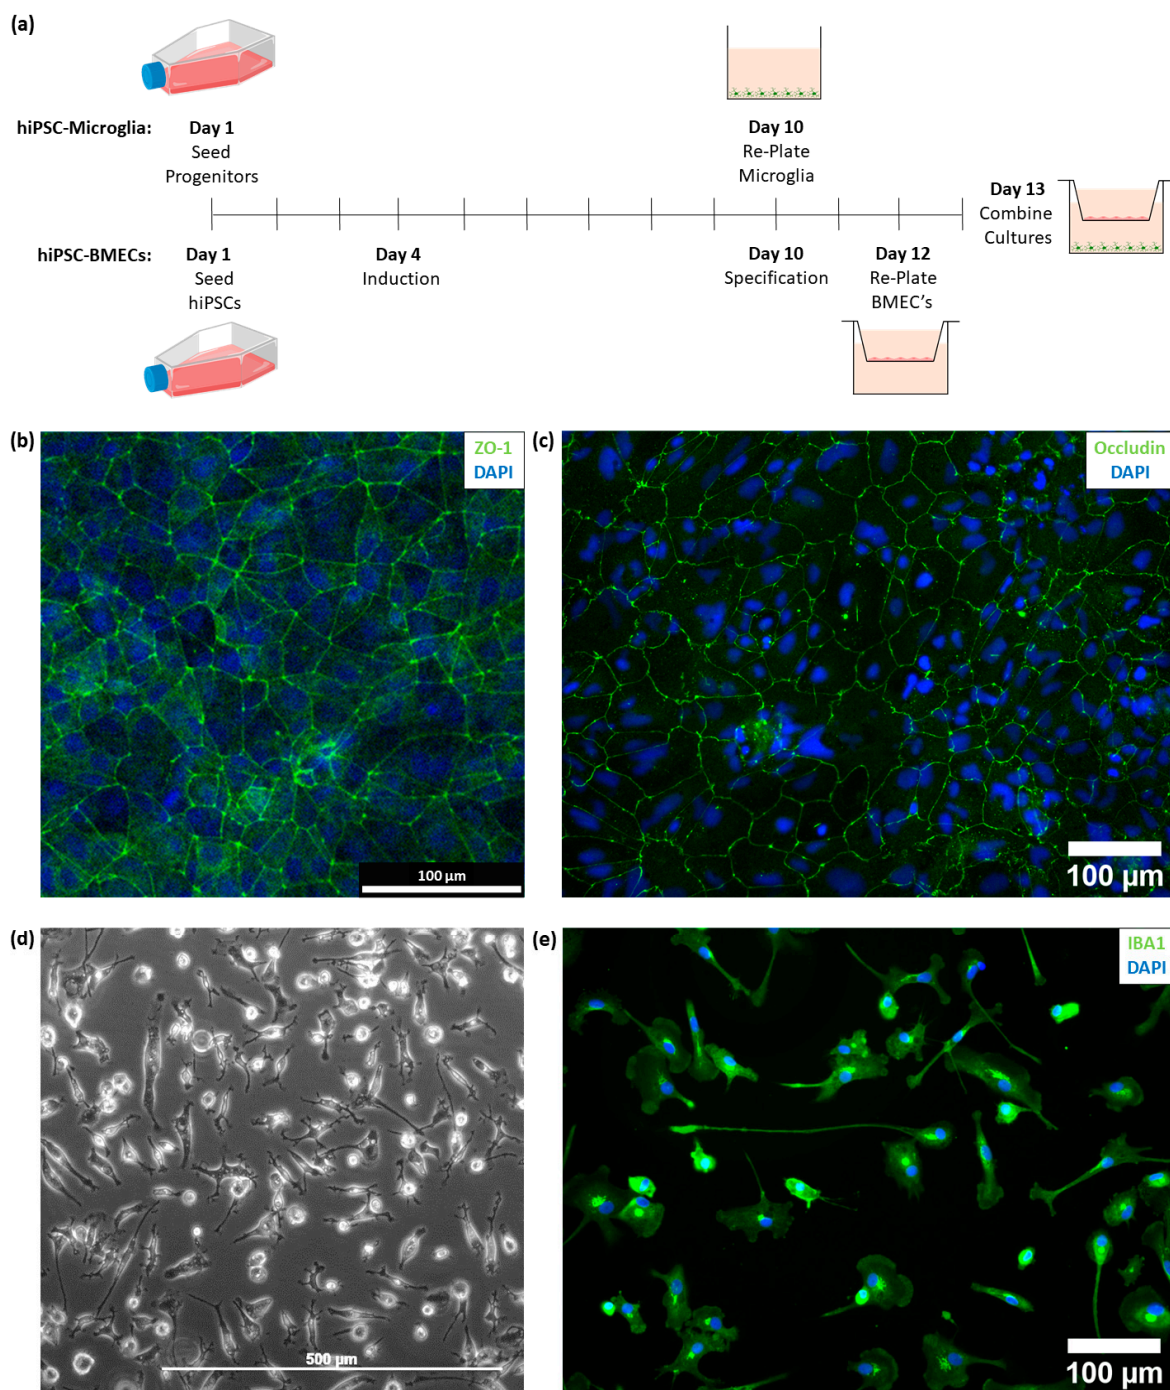 (a)
hiPSC-Microglia:
Day 1
Seed
Progenitors
Day 10
Re-Plate
Microglia
Day 13
Combine
Cultures
hiPSC-BMECs:
Day 1
Seed
hiPSCs
Day 4
Induction
Day 10
Specification
Day 12
Re-Plate
BMEC’s
(b)
ZO-1
DAPI
100 µm
(c)
Occludin
DAPI
100 µm
(d)
500 µm
(e)
IBA1
DAPI
100 µm